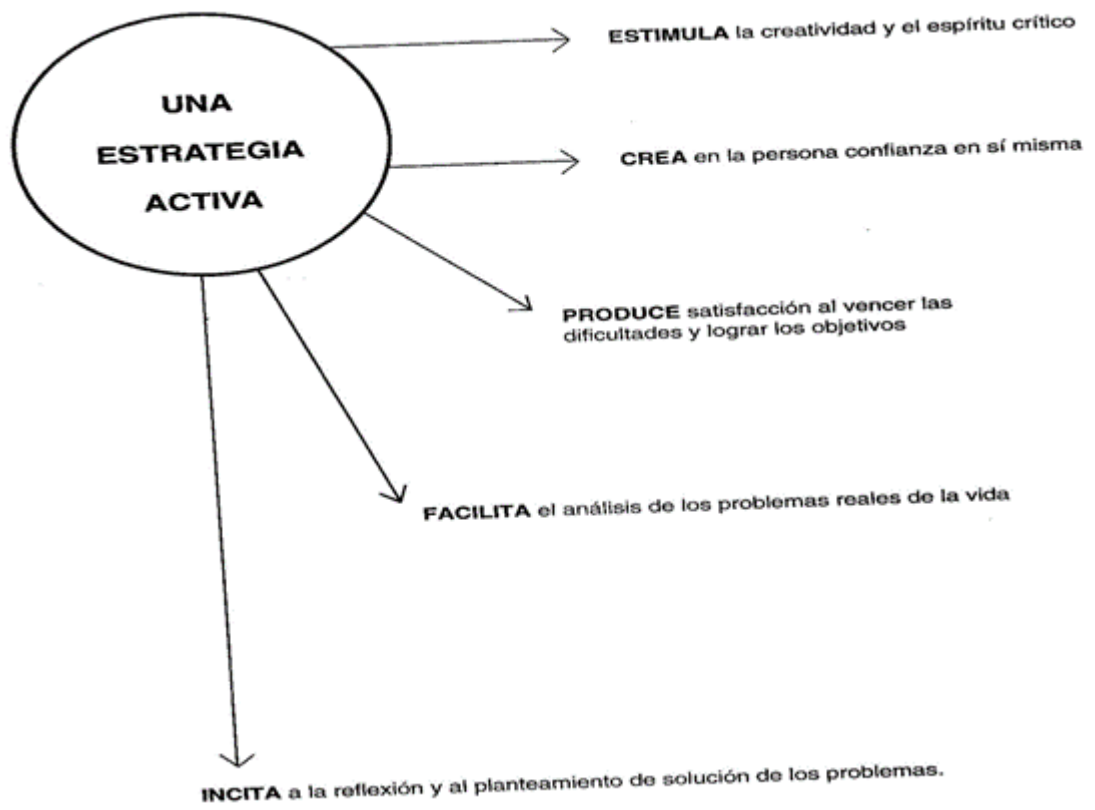 UNA
ESTRATEGIA
ACTIVA
ESTIMULA la creatividad y el espíritu crítico
CREA en la persona confianza en sí misma
PRODUCE satisfacción al vencer las
dificultades y lograr los objetivos
FACILITA el análisis de los problemas reales de la vida
INCITA a la reflexión y al planteamiento de solución de los problemas.